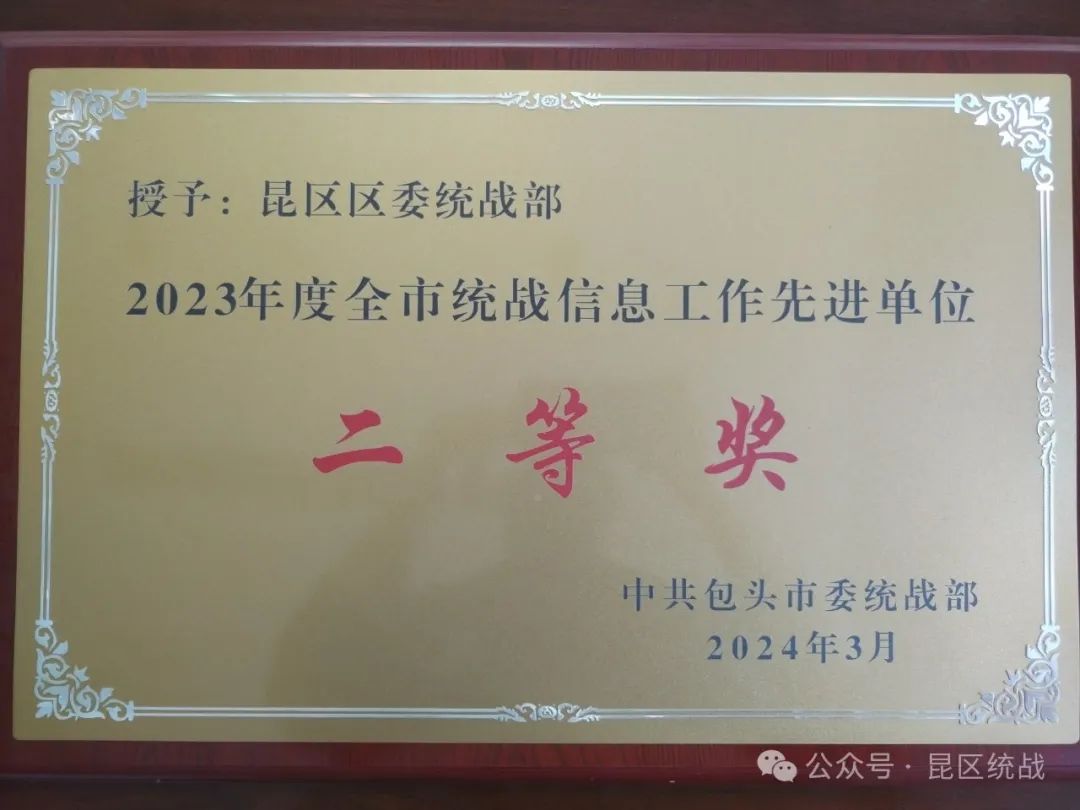 授予：昆区区委统战部
2023年度全市统战信息工作先进单位
二等奖
中共包头市委统战部
2024年3月
公众号·昆区统战